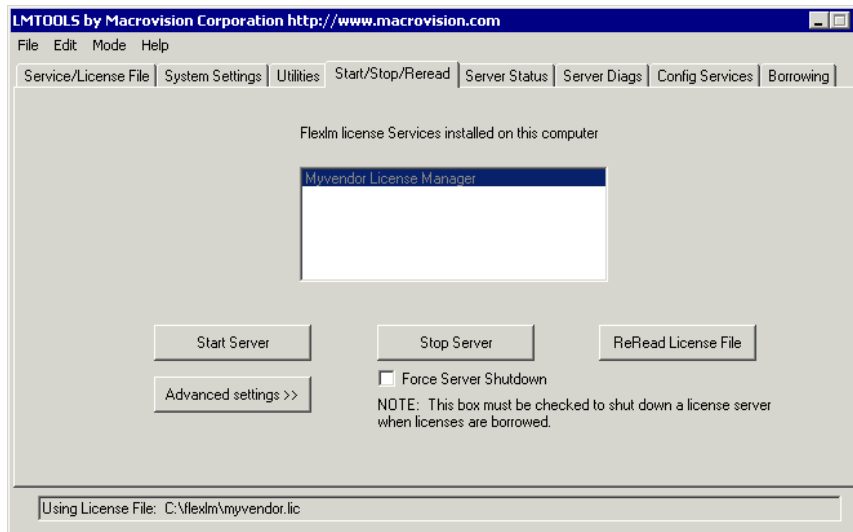 LMTOOLS by Macrovision Corporation http://www.macrovision.com
File Edit Mode Help
Service/License File System Settings Utilities Start/Stop/Reread Server Status Server Diags Config Services Borrowing
Flexlm license Services installed on this computer
Myvendor License Manager
Start Server Stop Server ReRead License File
Advanced settings >> Force Server Shutdown
NOTE: This box must be checked to shut down a license server
when licenses are borrowed.
Using License File: C:\flexlm\myvendor.lic